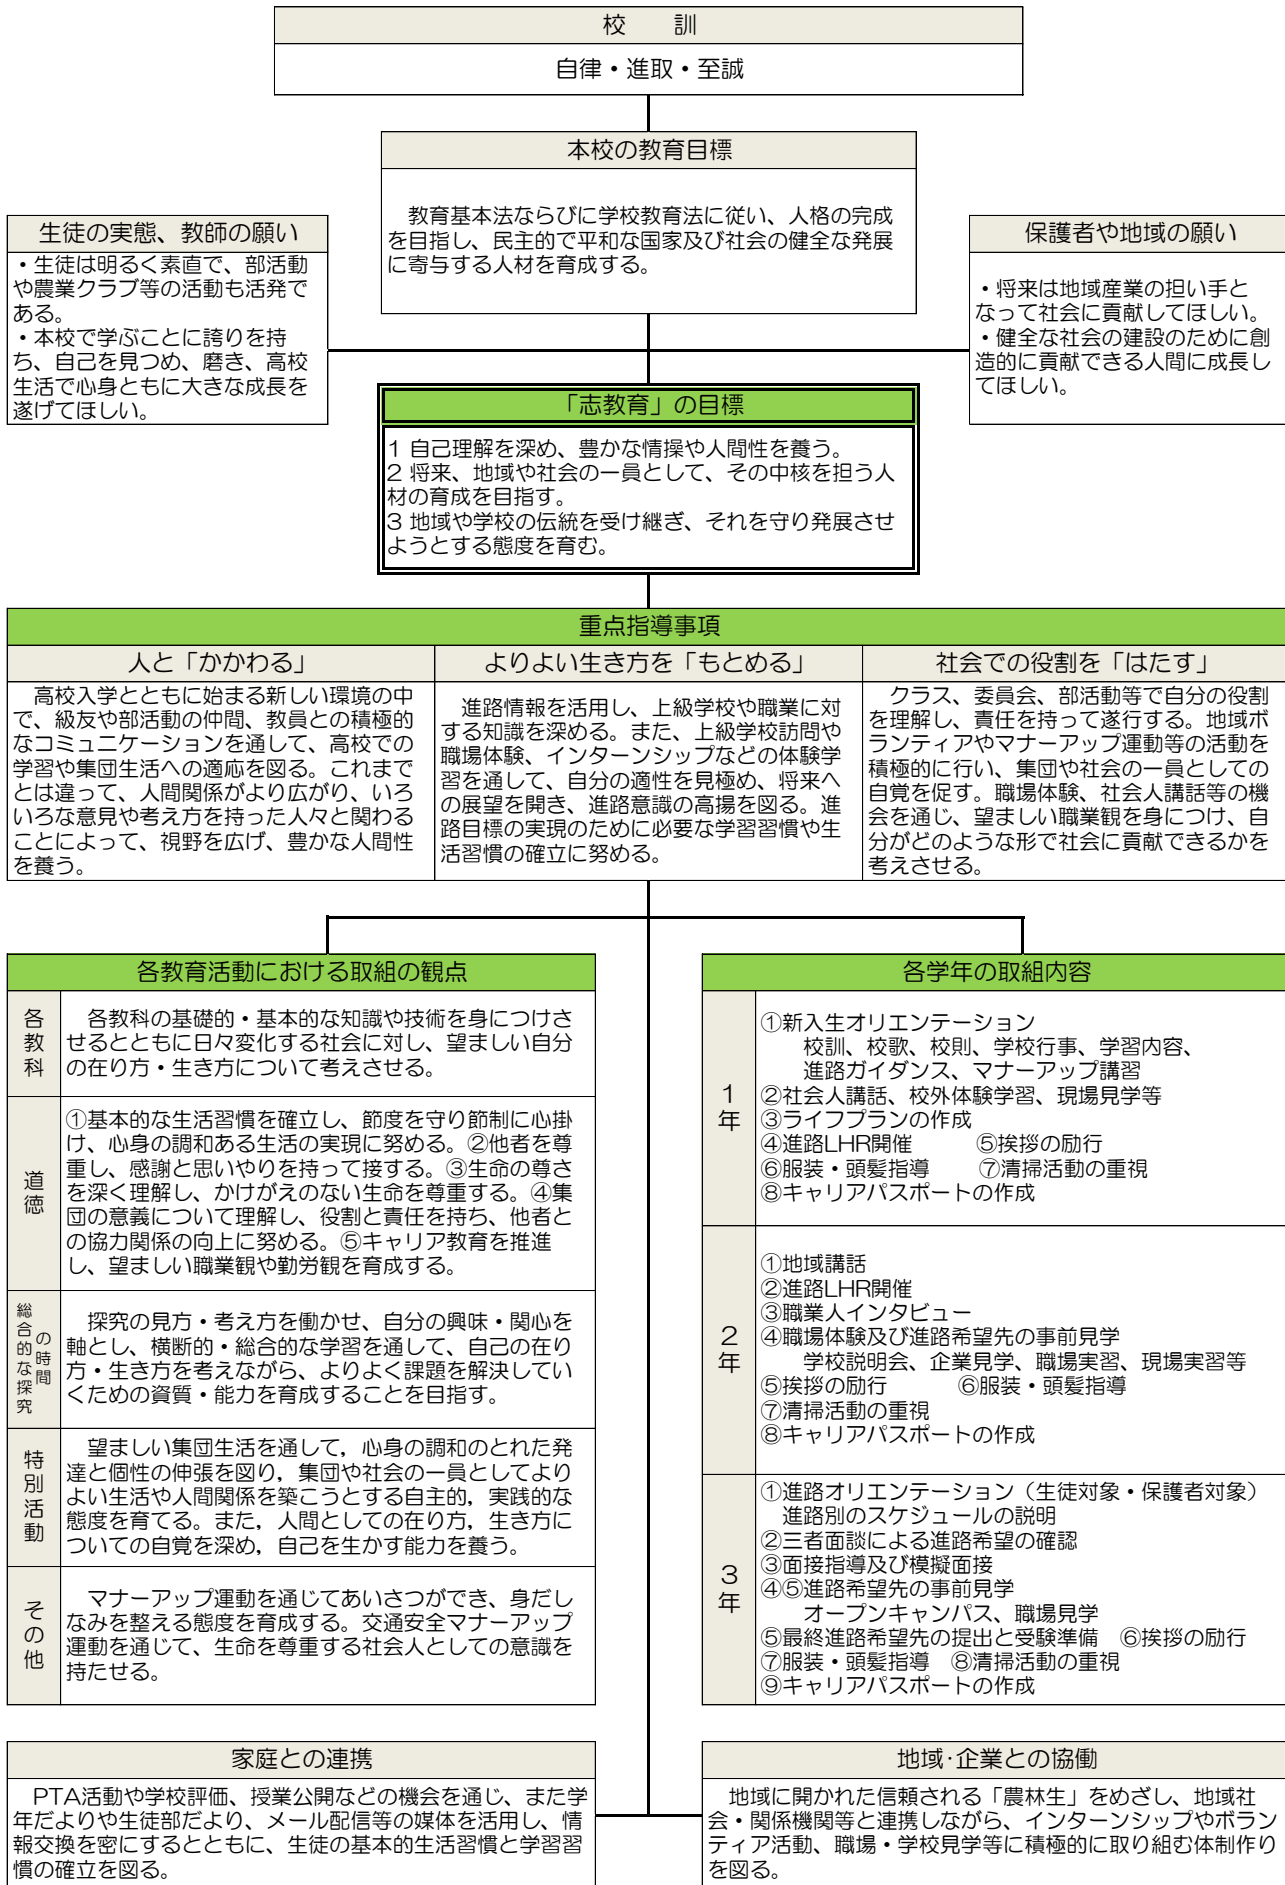 校　訓
自律・進取・至誠
本校の教育目標
教育基本法ならびに学校教育法に従い、人格の完成
を目指し、民主的で平和な国家及び社会の健全な発展
に寄与する人材を育成する。
生徒の実態、教師の願い
・生徒は明るく素直で、部活動
や農業クラブ等の活動も活発で
ある。
・本校で学ぶことに誇りを持
ち、自己を見つめ、磨き、高校
生活で心身ともに大きな成長を
遂げてほしい。
保護者や地域の願い
・将来は地域産業の担い手と
なって社会に貢献してほしい。
・健全な社会の建設のために創
造的に貢献できる人間に成長し
てほしい。
「志教育」の目標
1 自己理解を深め、豊かな情操や人間性を養う。
2 将来、地域や社会の一員として、その中核を担う人
材の育成を目指す。
3 地域や学校の伝統を受け継ぎ、それを守り発展させ
ようとする態度を育む。
重点指導事項
人と「かかわる」
高校入学とともに始まる新しい環境の中
で、級友や部活動の仲間、教員との積極的
なコミュニケーションを通して、高校での
学習や集団生活への適応を図る。これまで
とは違って、人間関係がより広がり、いろ
いろな意見や考え方を持った人々と関わる
ことによって、視野を広げ、豊かな人間性
を養う。
よりよい生き方を「もとめる」
進路情報を活用し、上級学校や職業に対
する知識を深める。また、上級学校訪問や
職場体験、インターンシップなどの体験学
習を通して、自分の適性を見極め、将来へ
の展望を開き、進路意識の高揚を図る。進
路目標の実現のために必要な学習習慣や生
活習慣の確立に努める。
社会での役割を「はたす」
クラス、委員会、部活動等で自分の役割
を理解し、責任を持って遂行する。地域ボ
ランティアやマナーアップ運動等の活動を
積極的に行い、集団や社会の一員としての
自覚を促す。職場体験、社会人講話等の機
会を通じ、望ましい職業観を身につけ、自
分がどのような形で社会に貢献できるかを
考えさせる。
各教育活動における取組の観点
各教科
各教科の基礎的・基本的な知識や技術を身につけさ
せるとともに日々変化する社会に対し、望ましい自分
の在り方・生き方について考えさせる。
道徳
①基本的な生活習慣を確立し、節度を守り節制に心掛
け、心身の調和ある生活の実現に努める。②他者を尊
重し、感謝と思いやりを持って接する。③生命の尊さ
を深く理解し、かけがえのない生命を尊重する。④集
団の意義について理解し、役割と責任を持ち、他者と
の協力関係の向上に努める。⑤キャリア教育を推進
し、望ましい職業観や勤労観を育成する。
総合的な探究
の時間
探究の見方・考え方を働かせ、自分の興味・関心を
軸とし、横断的・総合的な学習を通して、自己の在り
方・生き方を考えながら、よりよく課題を解決してい
くための資質・能力を育成することを目指す。
特別活動
望ましい集団生活を通して，心身の調和のとれた発
達と個性の伸張を図り，集団や社会の一員としてより
よい生活や人間関係を築こうとする自主的，実践的な
態度を育てる。また，人間としての在り方，生き方に
ついての自覚を深め，自己を生かす能力を養う。
その他
マナーアップ運動を通じてあいさつができ、身だし
なみを整える態度を育成する。交通安全マナーアップ
運動を通じて、生命を尊重する社会人としての意識を
持たせる。
各学年の取組内容
1年
①新入生オリエンテーション
校訓、校歌、校則、学校行事、学習内容、
進路ガイダンス、マナーアップ講習
②社会人講話、校外体験学習、現場見学等
③ライフプランの作成
④進路LHR開催　⑤挨拶の励行
⑥服装・頭髪指導　⑦清掃活動の重視
⑧キャリアパスポートの作成
2年
①地域講話
②進路LHR開催
③職業人インタビュー
④職場体験及び進路希望先の事前見学
学校説明会、企業見学、職場実習、現場実習等
⑤挨拶の励行　⑥服装・頭髪指導
⑦清掃活動の重視
⑧キャリアパスポートの作成
3年
①進路オリエンテーション（生徒対象・保護者対象）
進路別のスケジュールの説明
②三者面談による進路希望の確認
③面接指導及び模擬面接
④⑤進路希望先の事前見学
オープンキャンパス、職場見学
⑤最終進路希望先の提出と受験準備　⑥挨拶の励行
⑦服装・頭髪指導　⑧清掃活動の重視
⑨キャリアパスポートの作成
家庭との連携
PTA活動や学校評価、授業公開などの機会を通じ、また学
年だよりや生徒部だより、メール配信等の媒体を活用し、情
報交換を密にするとともに、生徒の基本的生活習慣と学習習
慣の確立を図る。
地域・企業との協働
地域に開かれた信頼される「農林生」をめざし、地域社
会・関係機関等と連携しながら、インターンシップやボラン
ティア活動、職場・学校見学等に積極的に取り組む体制作り
を図る。